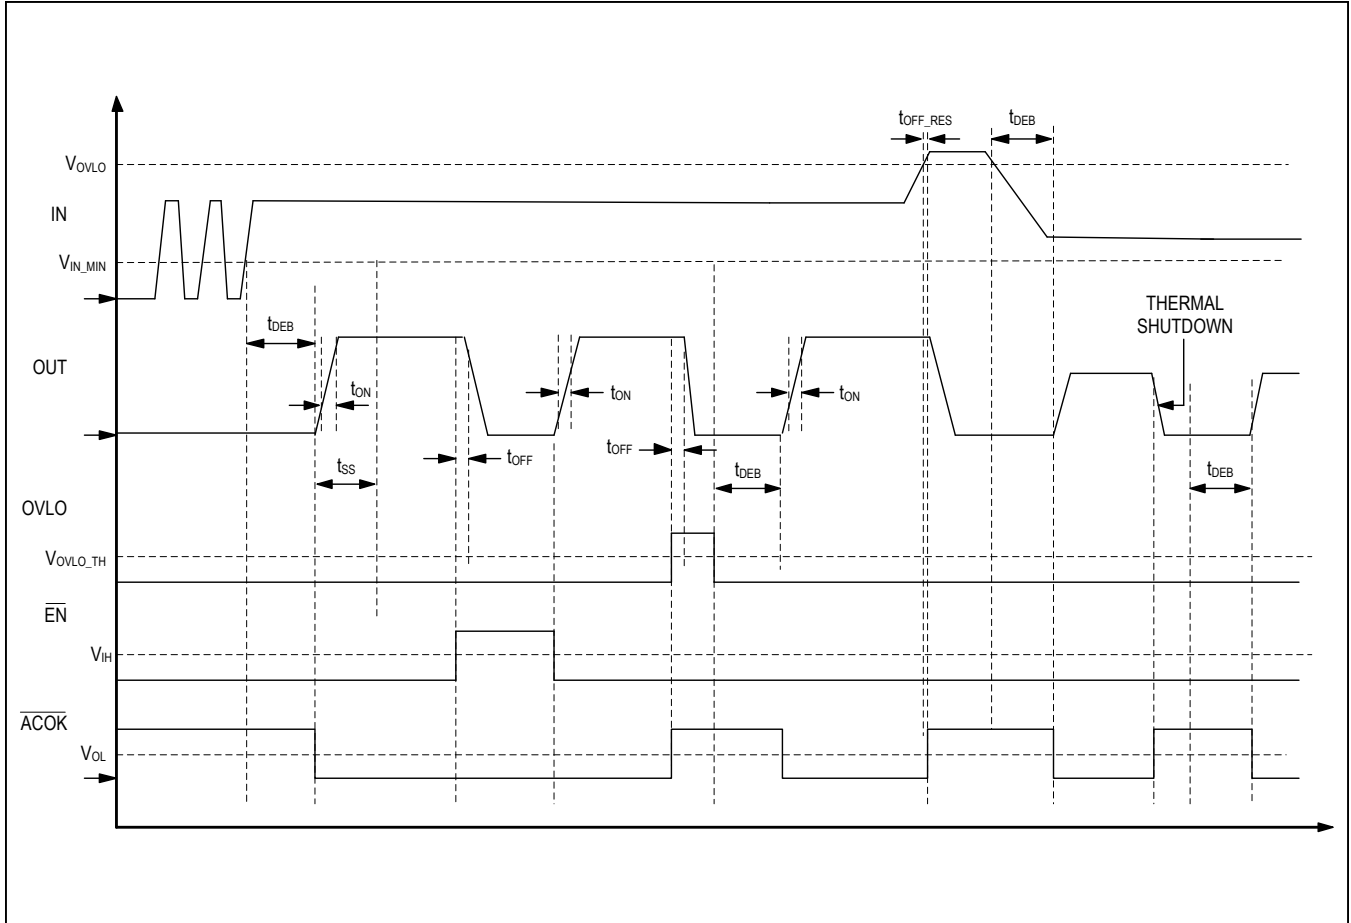 tOFF_RES
tDEB
VOVLO
IN
VIN_MIN
tDEB
THERMAL
SHUTDOWN
OUT
tON
tON
tON
tOFF
tOFF
tSS
tDEB
tDEB
OVLO
VOVLO_TH
EN
VIH
ACOK
VOL